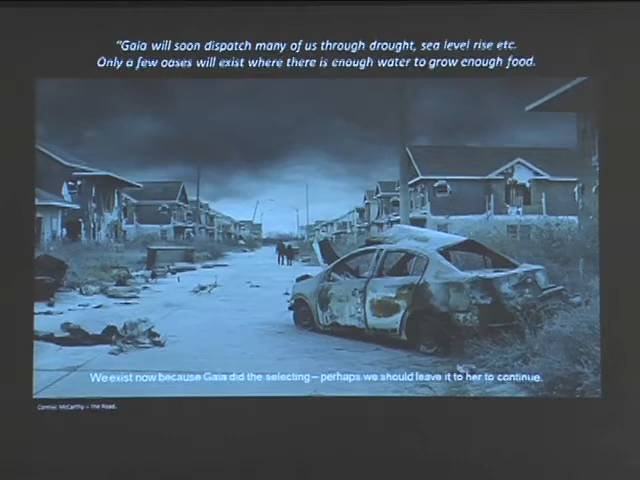 "Gaia will soon dispatch many of us through drought, sea level rise etc.
Only a few oases will exist where there is enough water to grow enough food.
We exist now because Gaia did the selecting – perhaps we should leave it to her to continue.
Cormac McCarthy – The Road.